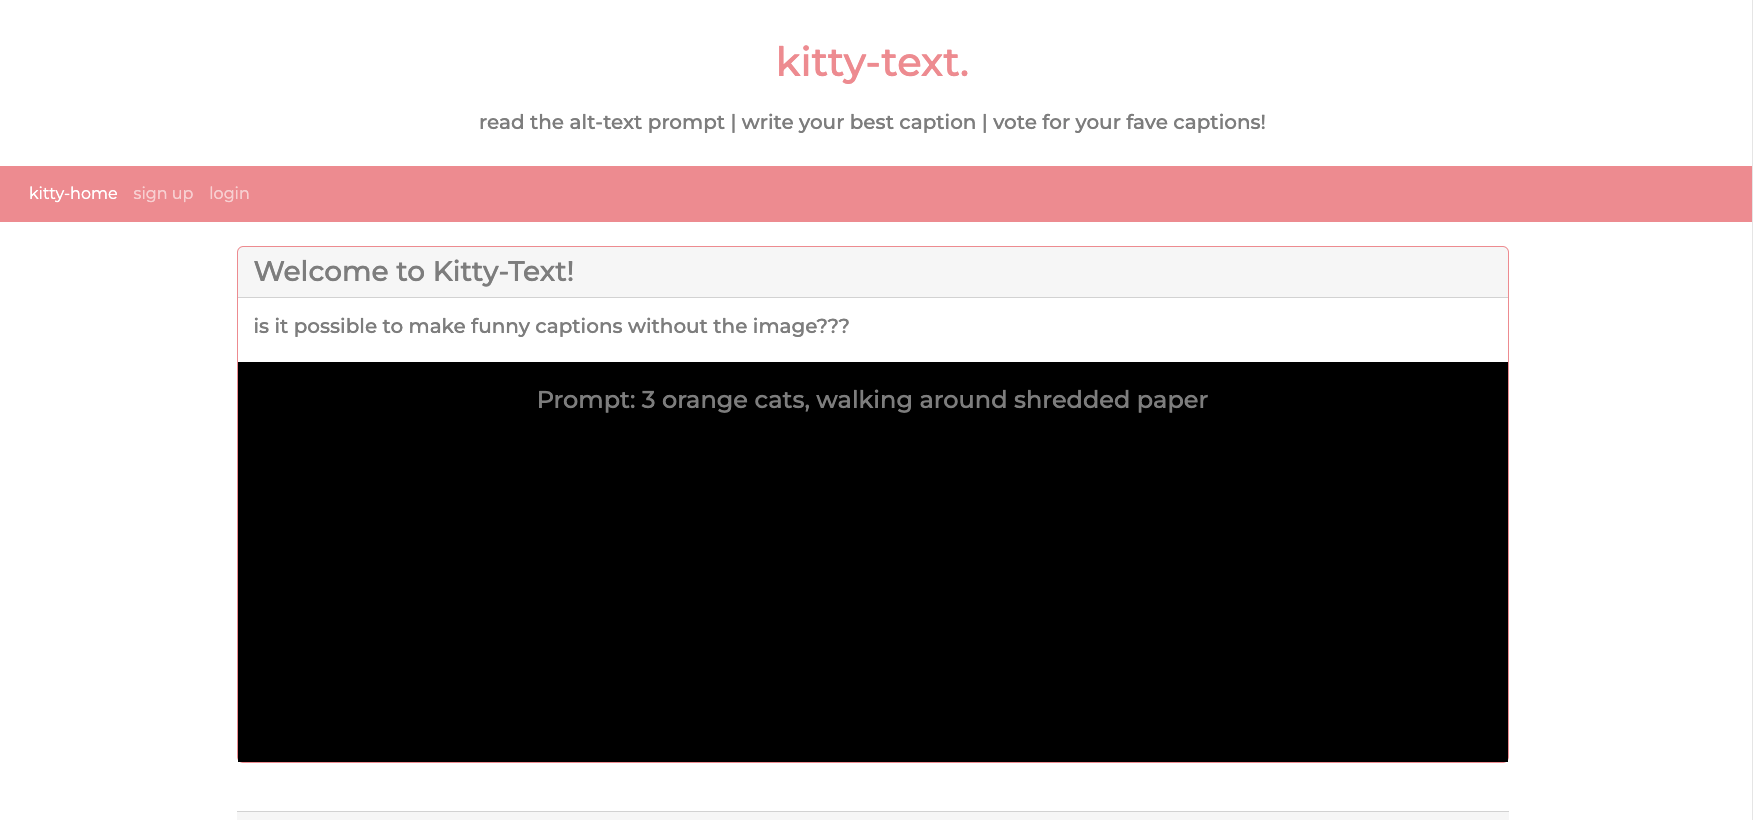 kitty-text.
read the alt-text prompt | write your best caption | vote for your fave captions!
kitty-home sign up login
Welcome to Kitty-Text!
is it possible to make funny captions without the image???
Prompt: 3 orange cats, walking around shredded paper